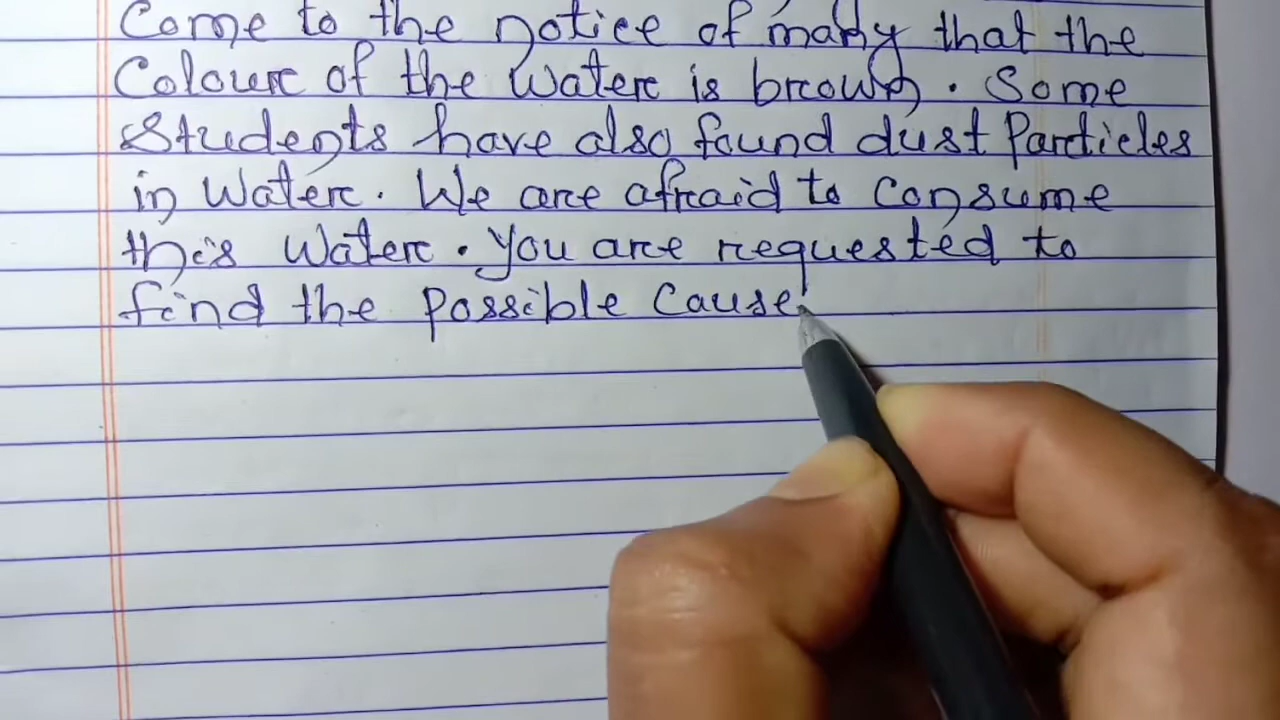 Come to the notice of many that the
Colour of the Water is brown. Some
Students have also found dust Particles
in Water. We are afraid to Consume
this Water. You are requested to
find the Possible Cause